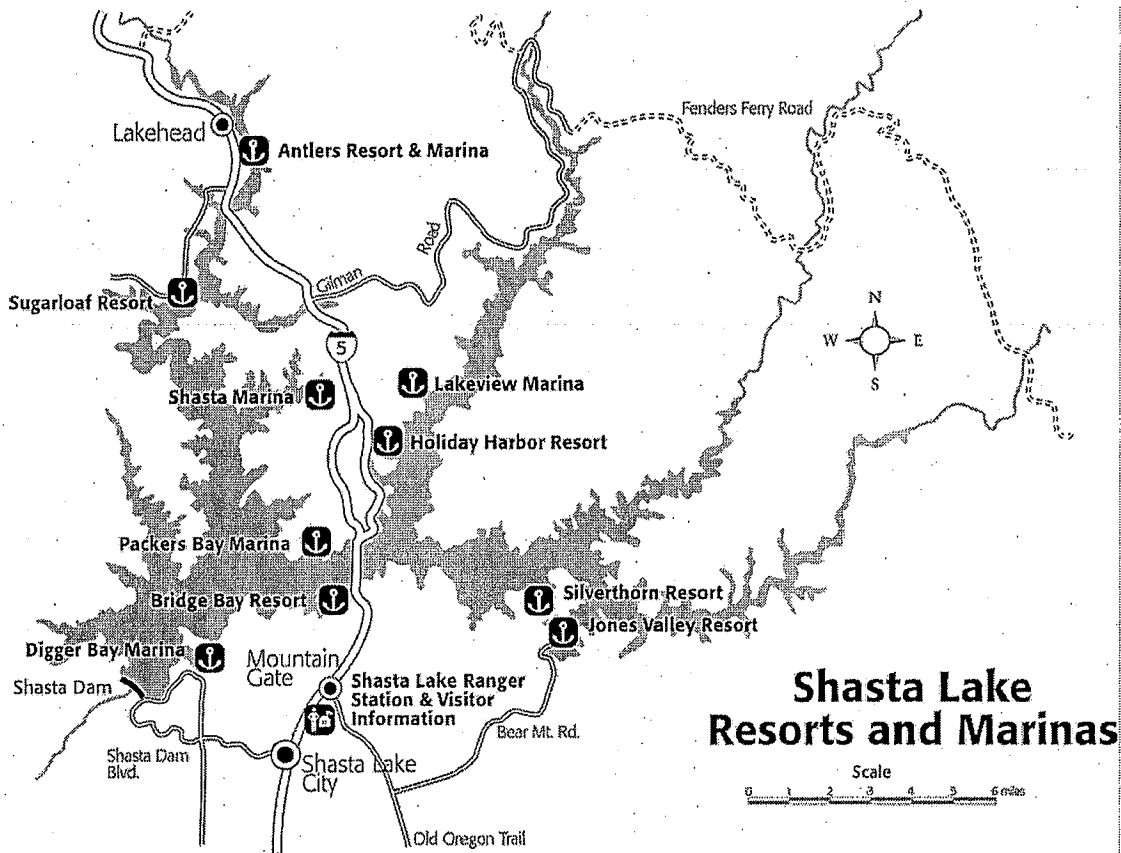 Fenders Ferry Road
Lakehead
Antlers Resort & Marina
Road
Gilman
Sugarloaf Resort
N
W E
S
5
Lakeview Marina
Shasta Marina
Holiday Harbor Resort
Packers Bay Marina
Silverthorn Resort
Bridge Bay Resort
Jones Valley Resort
Digger Bay Marina
Mountain
Gate
Shasta Dam
Shasta Lake Ranger
Station & Visitor
Information
Shasta Lake
Resorts and Marinas
Bear Mt. Rd.
Shasta Dam
Blvd.
Shasta Lake
City
Scale
0 1 2 3 4 5 6 miles
Old Oregon Trail